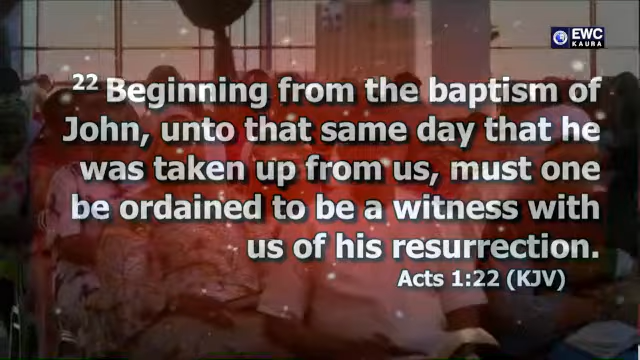 EWC
KAURA
22 Beginning from the baptism of
John, unto that same day that he
was taken up from us, must one
be ordained to be a witness with
us of his resurrection.
Acts 1:22 (KJV)